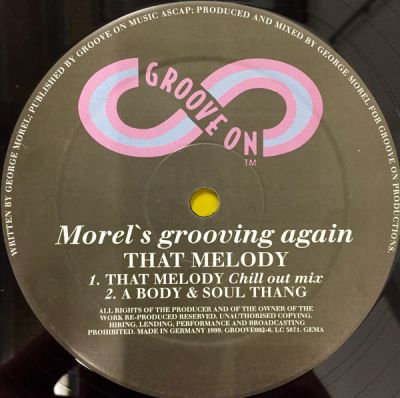 WRITTEN BY GEORGE MOREL; PUBLISHED BY GROOVE ON MUSIC ASCAP; PRODUCED AND MIXED BY GEORGE MOREL FOR GROOVE ON PRODUCTIONS.
GROOVE ON
TM
Morel`s grooving again
THAT MELODY
1. THAT MELODY Chill out mix
2. A BODY & SOUL THANG
ALL RIGHTS OF THE PRODUCER AND OF THE OWNER OF THE
WORK RE-PRODUCED RESERVED. UNAUTHORISED COPYING.
HIRING, LENDING, PERFORMANCE AND BROADCASTING
PROHIBITED. MADE IN GERMANY 1999. GROOVE092-6. LC 5871. GEMA